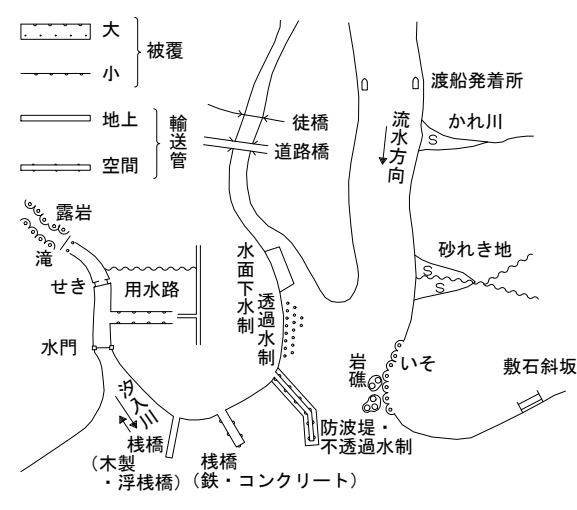 大
小
被覆
地上
空間
輸送管
渡船発着所
徒橋
道路橋
流水方向
かれ川
S
露岩
滝
せき
用水路
水門
水面下水制
透過水制
砂れき地
S
S
岩礁
いそ
敷石斜坂
汐入川
桟橋
（木製
・浮桟橋）
桟橋
（鉄・コンクリート）
防波堤・
不透過水制